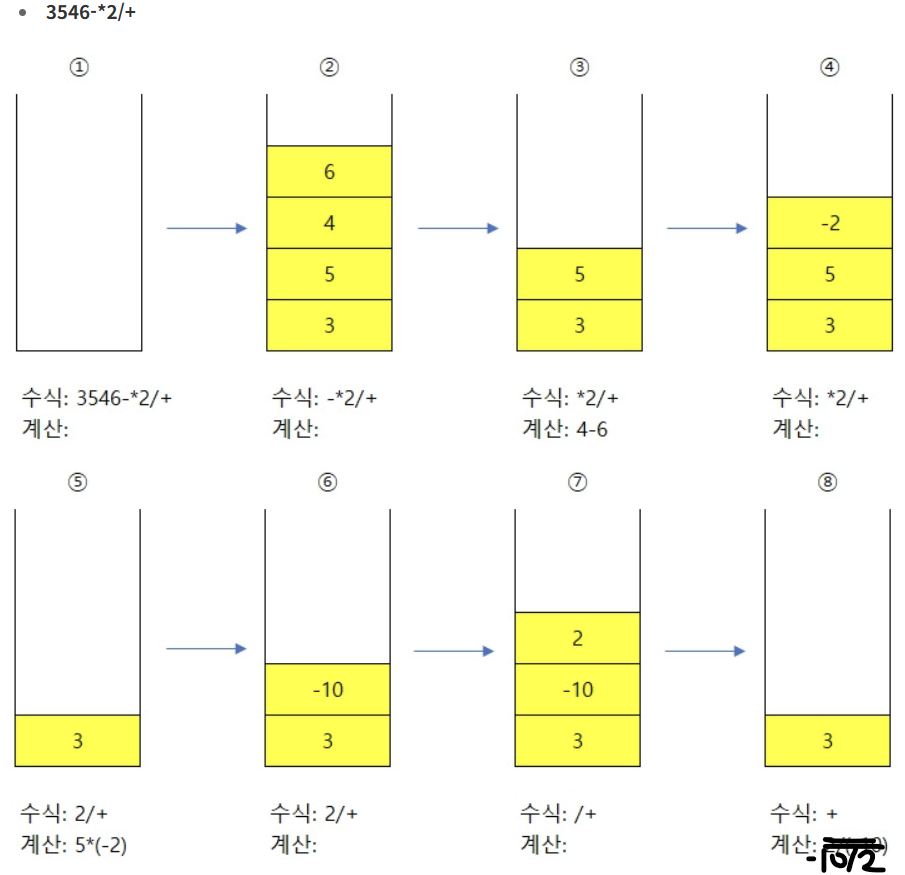 3546-*2/+
① ② ③ ④
6
4 -2
5 5 5
3 3 3
수식: 3546-*2/+ 수식: -*2/+ 수식: *2/+ 수식: *2/+
계산: 계산: 계산: 4-6 계산:
⑤ ⑥ ⑦ ⑧
2
-10 -10
3 3 3 3
수식: 2/+ 수식: 2/+ 수식: /+ 수식: +
계산: 5*(-2) 계산: 계산: 계산:
-10/2